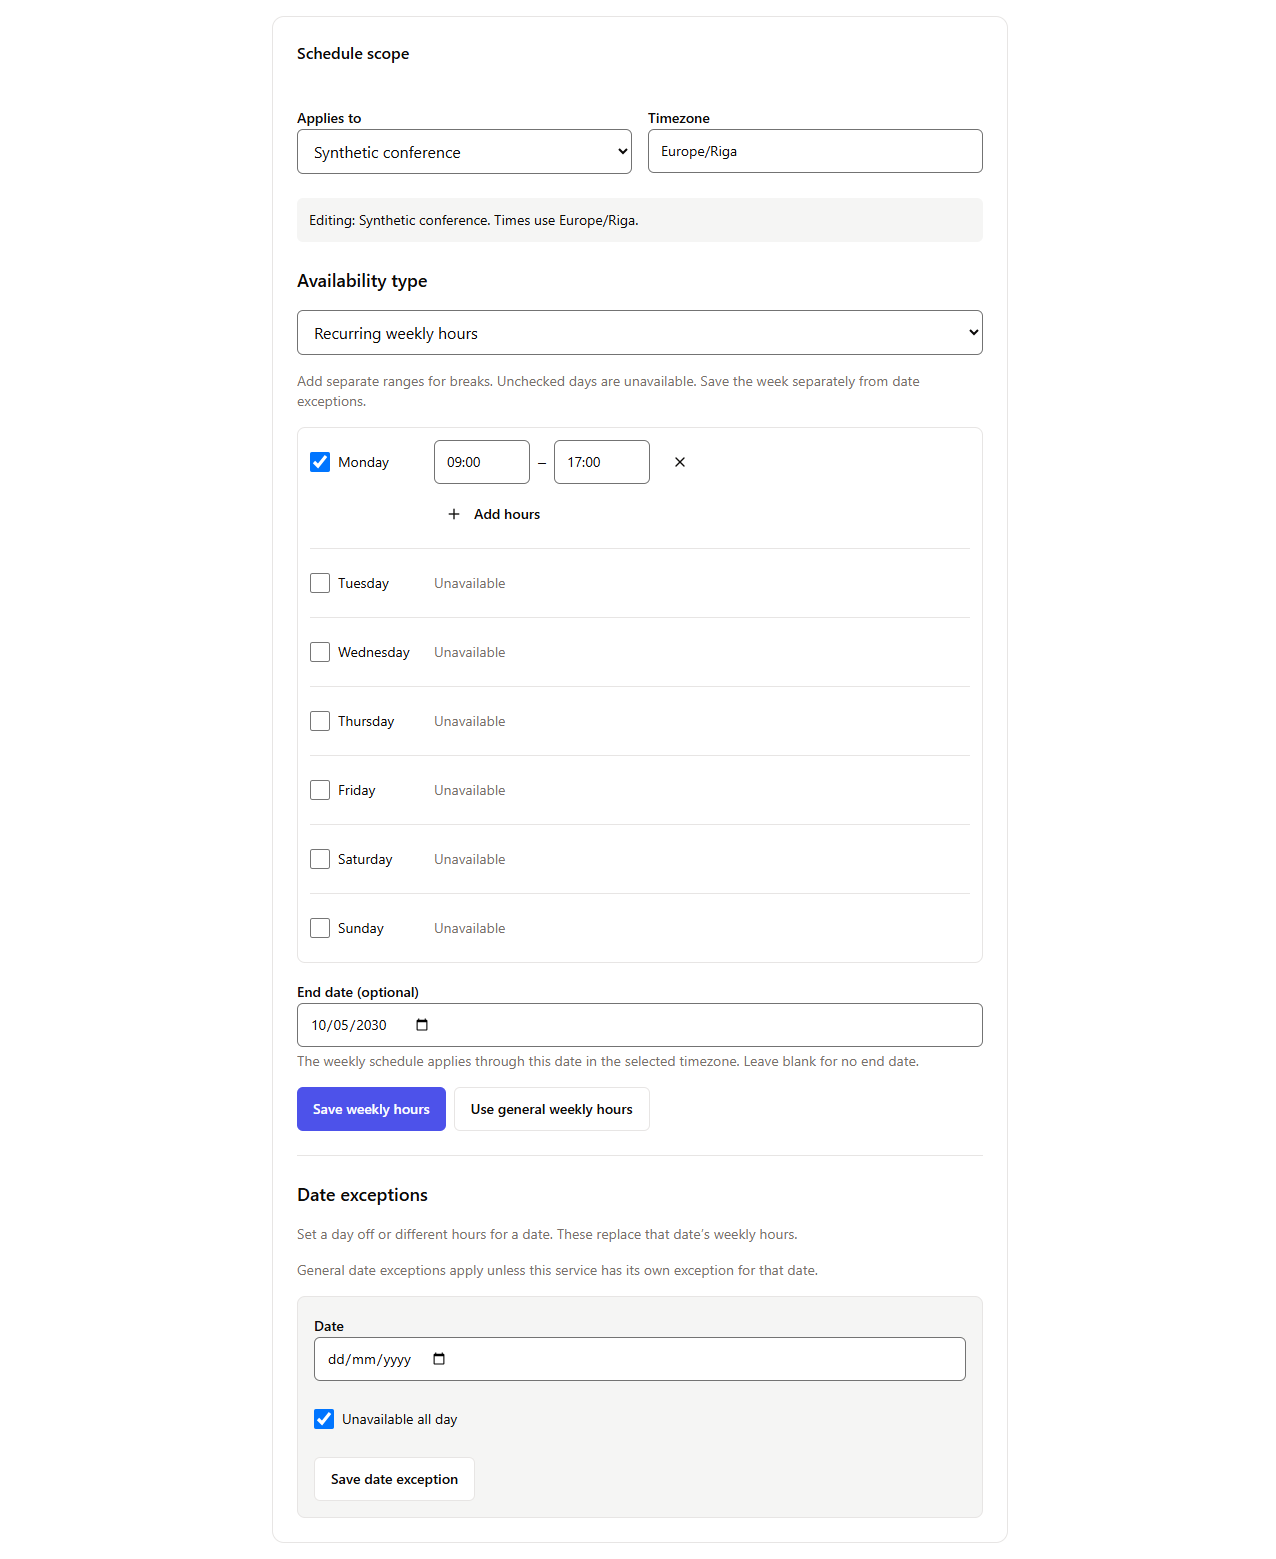 Schedule scope
Applies to
Timezone
Synthetic conference
Europe/Riga
Editing: Synthetic conference. Times use Europe/Riga.
Availability type
Recurring weekly hours
Add separate ranges for breaks. Unchecked days are unavailable. Save the week separately from date
exceptions.
Monday 09:00 – 17:00
Add hours
Tuesday Unavailable
Wednesday Unavailable
Thursday Unavailable
Friday Unavailable
Saturday Unavailable
Sunday Unavailable
End date (optional)
10/05/2030
The weekly schedule applies through this date in the selected timezone. Leave blank for no end date.
Save weekly hours
Use general weekly hours
Date exceptions
Set a day off or different hours for a date. These replace that date's weekly hours.
General date exceptions apply unless this service has its own exception for that date.
Date
dd/mm/yyyy
Unavailable all day
Save date exception